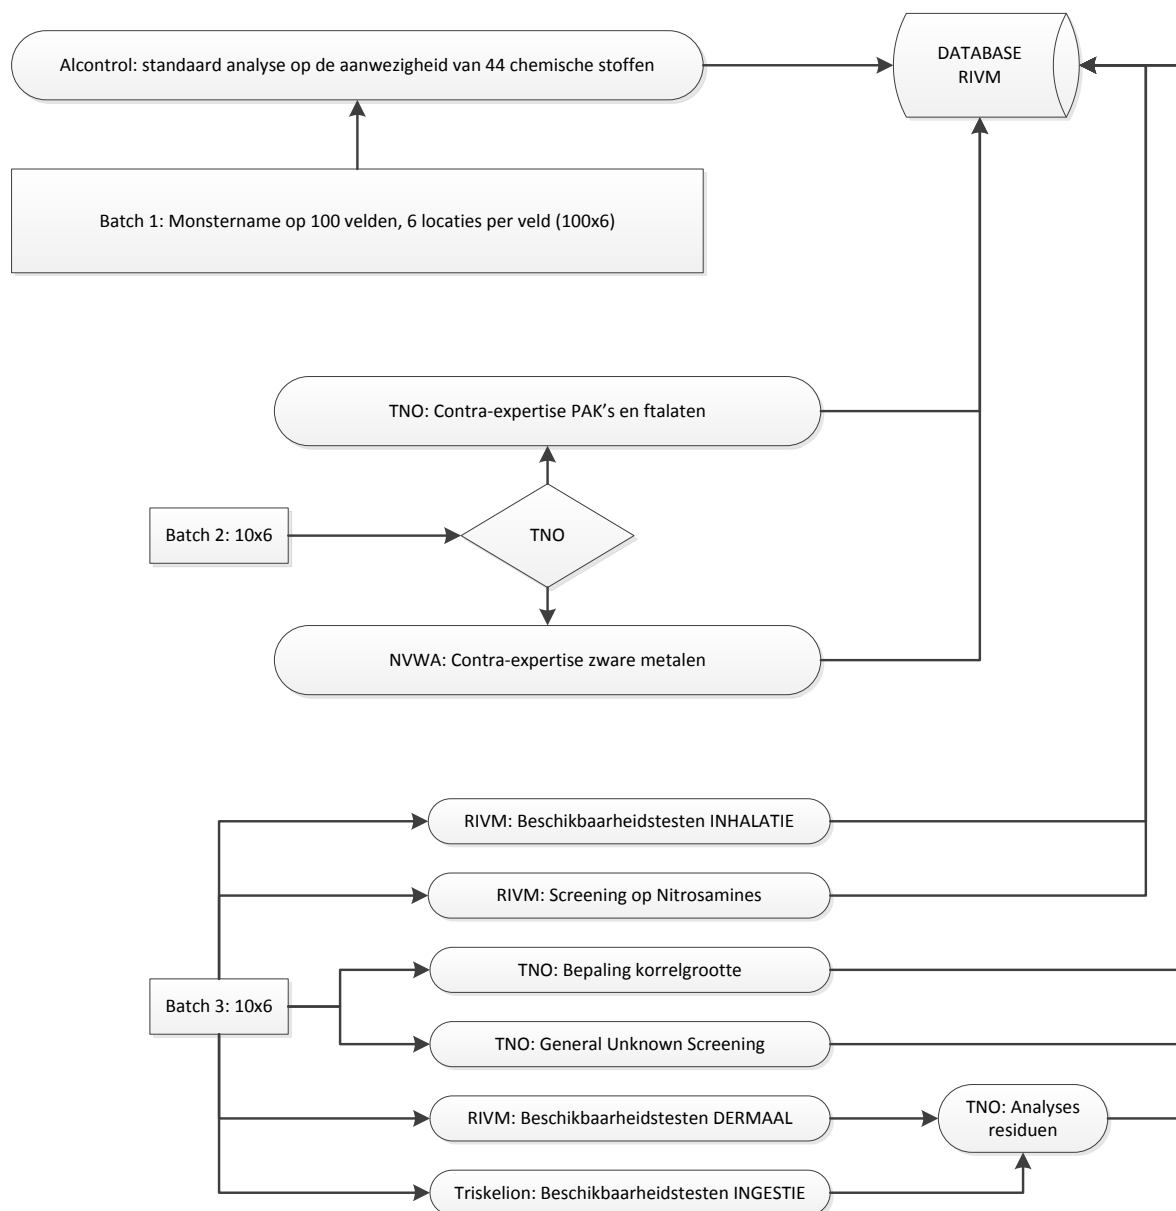 Alcontrol: standaard analyse op de aanwezigheid van 44 chemische stoffen
DATABASE
RIVM
Batch 1: Monstername op 100 velden, 6 locaties per veld (100x6)
TNO: Contra-expertise PAK's en ftalaten
Batch 2: 10x6
TNO
NVWA: Contra-expertise zware metalen
RIVM: Beschikbaarheidstesten INHALATIE
RIVM: Screening op Nitrosamines
TNO: Bepaling korrelgrootte
Batch 3: 10x6
TNO: General Unknown Screening
RIVM: Beschikbaarheidstesten DERMAAL
TNO: Analyses
residuen
Triskelion: Beschikbaarheidstesten INGESTIE